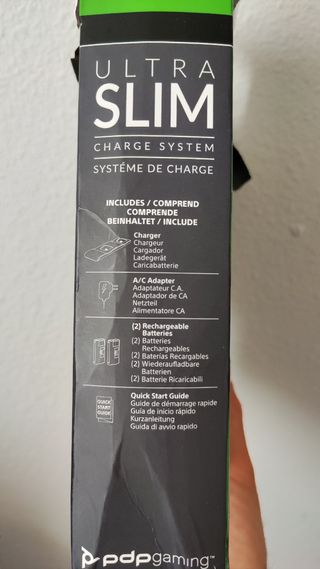 ULTRA
SLIM
CHARGE SYSTEM
SYSTÉME DE CHARGE
INCLUDES / COMPREND
COMPRENDE
BEINHALTET / INCLUDE
Charger
Chargeur
Cargador
Ladegerät
Caricabatterie
A/C Adapter
Adaptateur C.A.
Adaptador de CA
Netzteil
Alimentatore CA
(2) Rechargeable
Batteries
(2) Batteries
Rechargeables
(2) Baterías Recargables
(2) Wiederaufladbare
Batterien
(2) Batterie Ricaricabili
QUICK
START
GUIDE
Quick Start Guide
Guide de démarrage rapide
Guía de inicio rápido
Kurzanleitung
Guida di avvio rapido
pdpgaming™